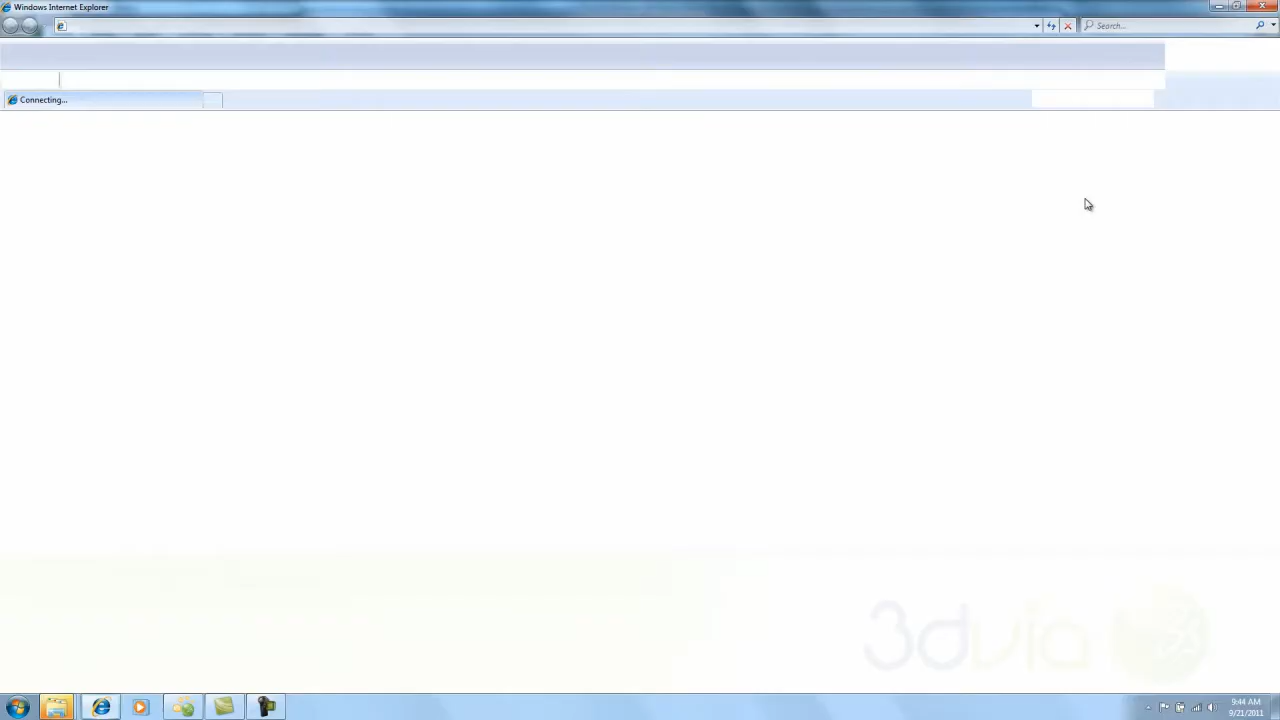 Windows Internet Explorer
Search...
Connecting...
3dvia
9:44 AM
9/21/2011